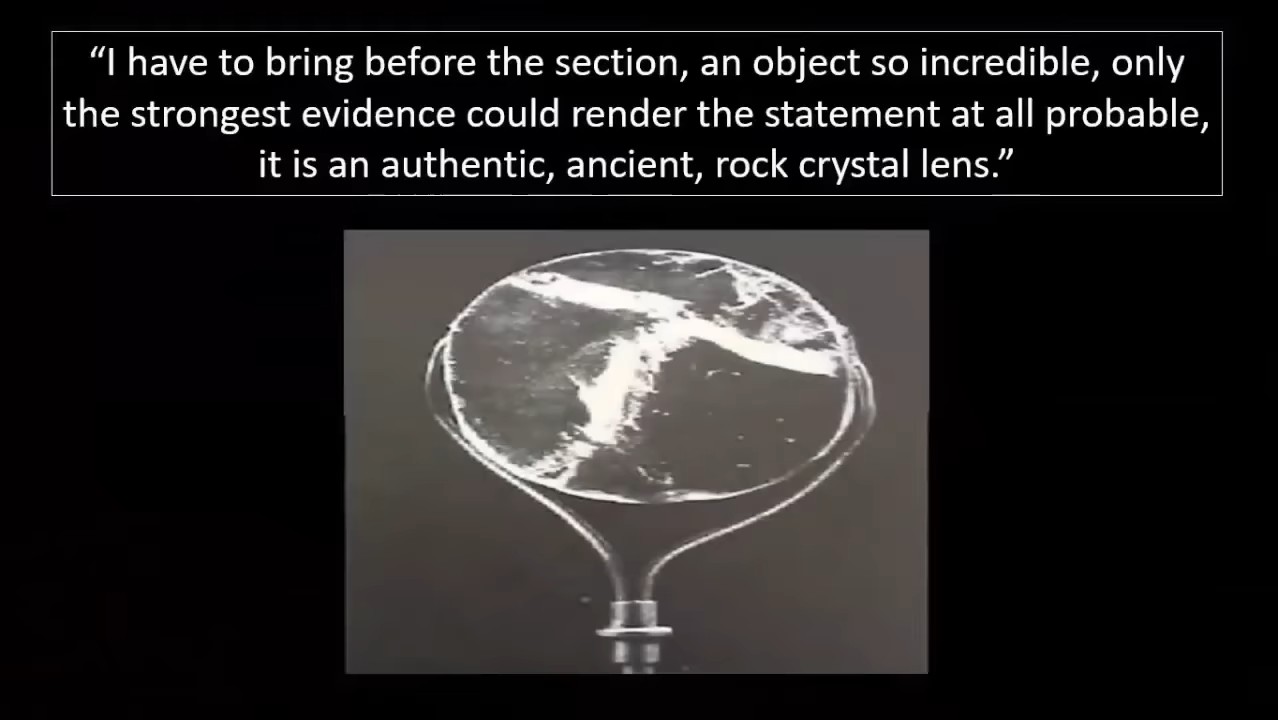 “I have to bring before the section, an object so incredible, only
the strongest evidence could render the statement at all probable,
it is an authentic, ancient, rock crystal lens.”